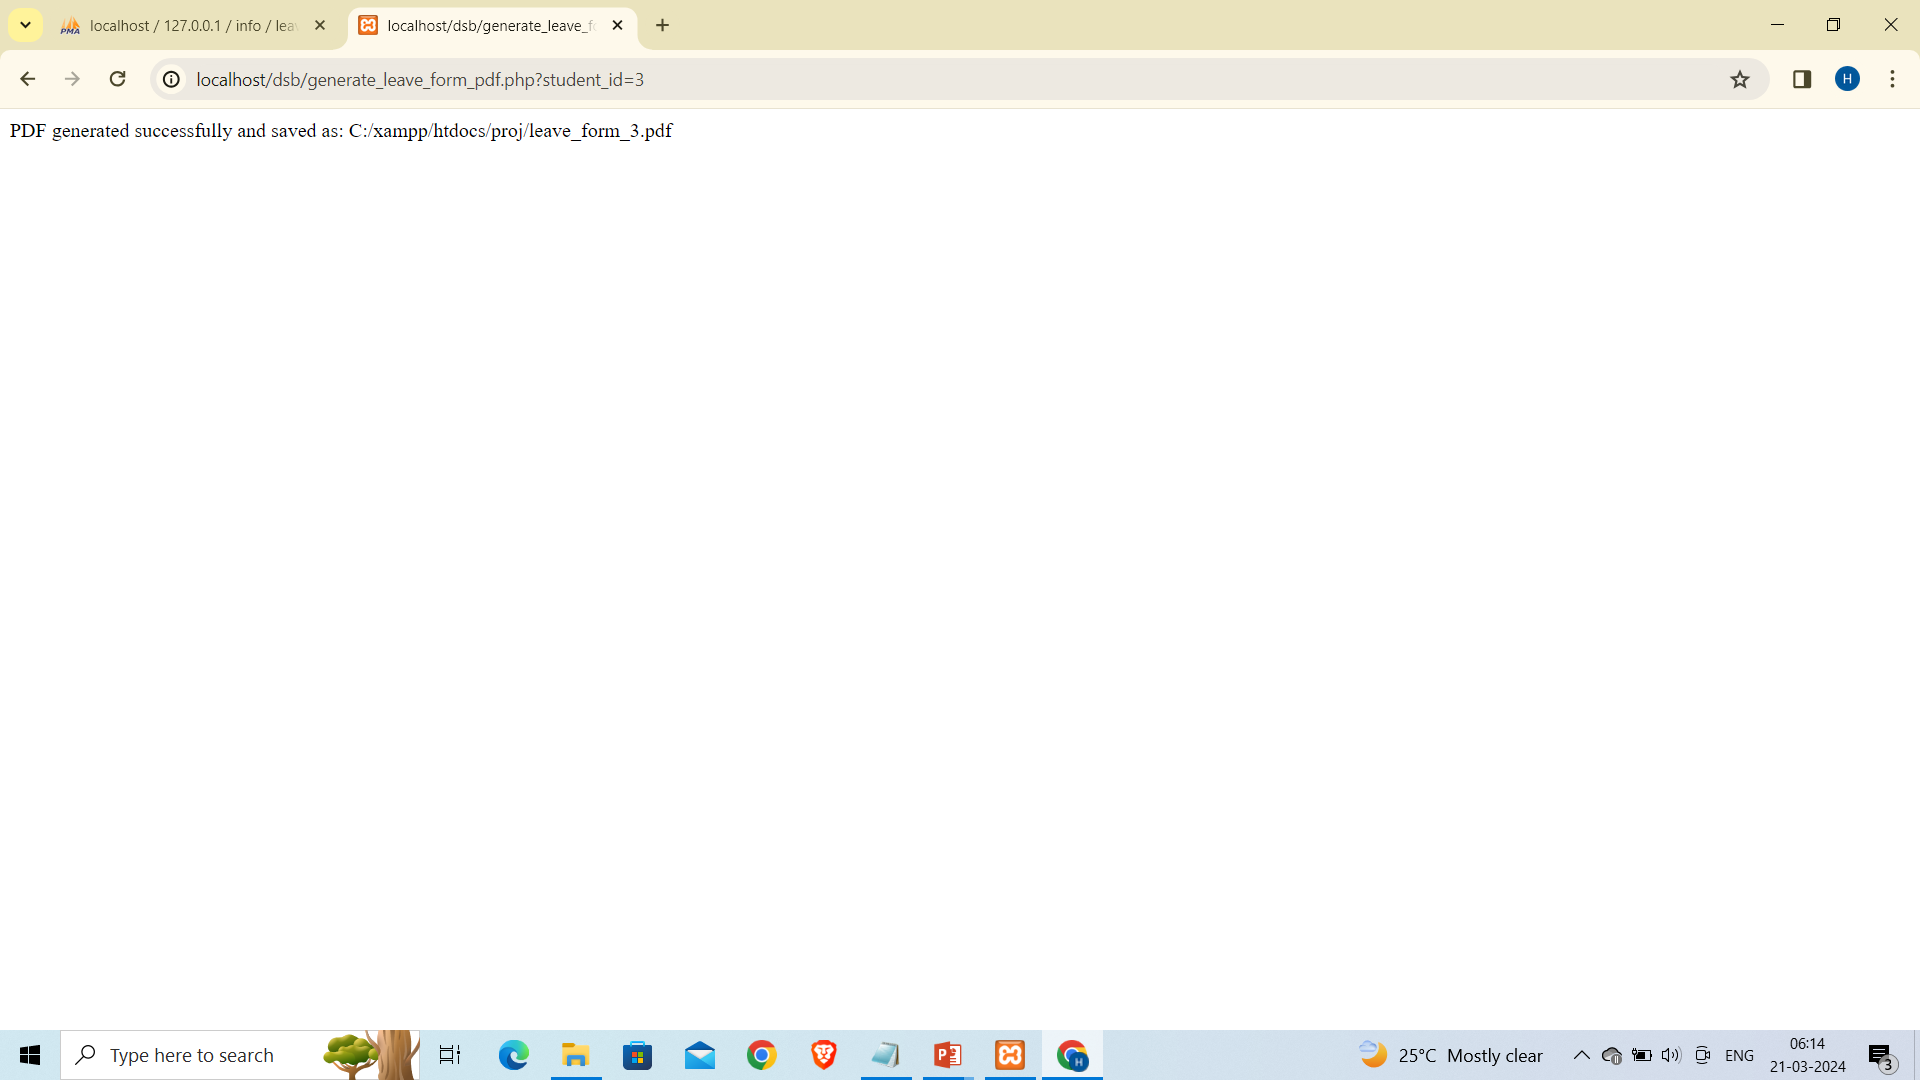 PMA
localhost / 127.0.0.1 / info / lea
localhost/dsb/generate_leave_f
localhost/dsb/generate_leave_form_pdf.php?student_id=3
H
PDF generated successfully and saved as: C:/xampp/htdocs/proj/leave_form_3.pdf
Type here to search
H
25°C Mostly clear
ENG
06:14
21-03-2024
3